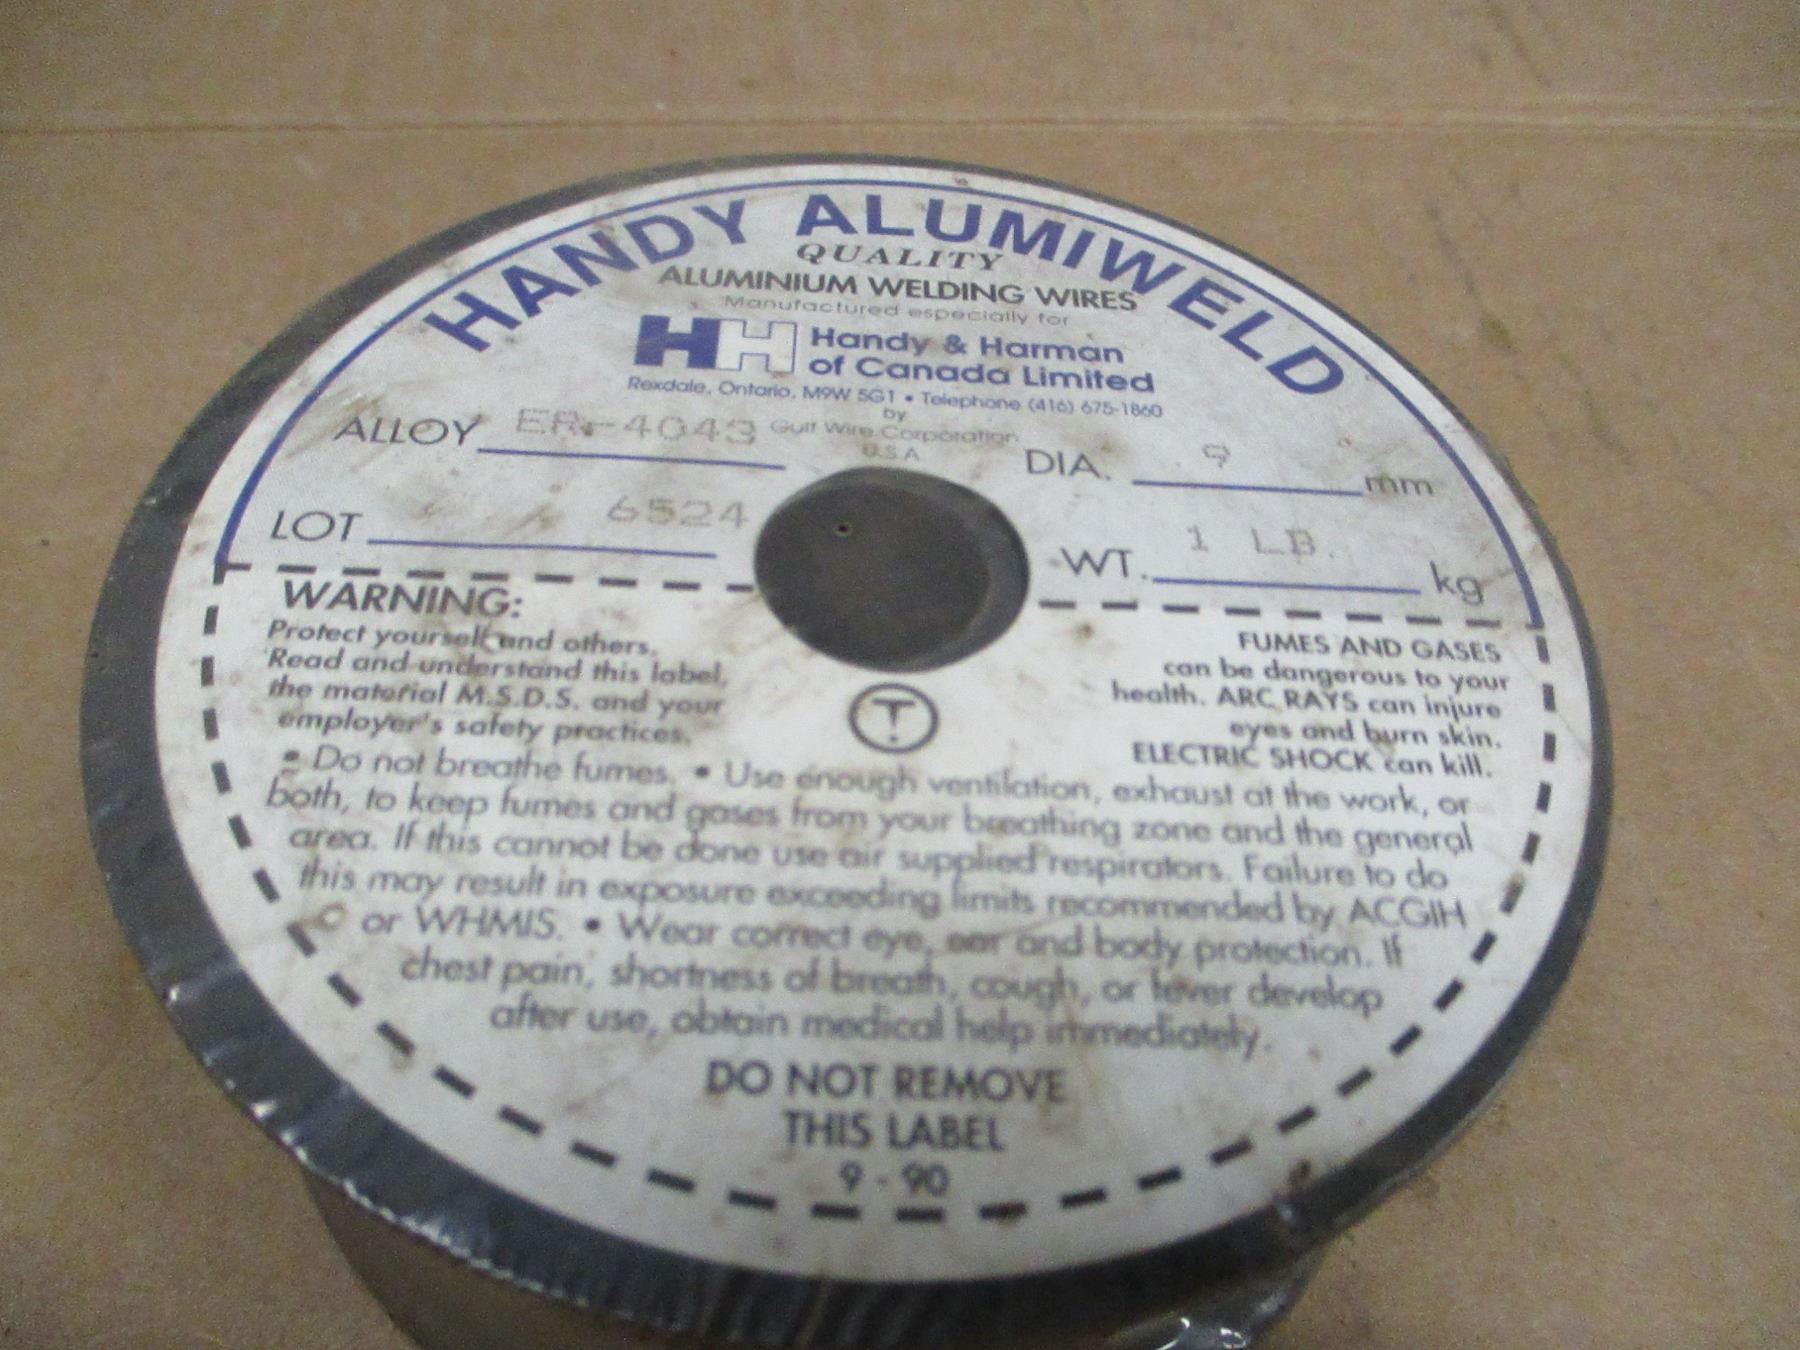 HANDY ALUMIWELD
QUALITY
ALUMINIUM WELDING WIRES
Manufactured especially for
HH Handy & Harman
of Canada Limited
Rexdale, Ontario, M9W 5G1 • Telephone (416) 675-1860
by
Gulf Wire Corporation
U.S.A
ALLOY ER-4043
DIA. 9 mm
LOT 6524
WT. 1 LB. kg
WARNING:
Protect yourself and others.
Read and understand this label,
the material M.S.D.S. and your
employer's safety practices.
FUMES AND GASES
can be dangerous to your
health. ARC RAYS can injure
eyes and burn skin.
ELECTRIC SHOCK can kill.
T
• Do not breathe fumes. • Use enough ventilation, exhaust at the work, or
both, to keep fumes and gases from your breathing zone and the general
area. If this cannot be done use air supplied respirators. Failure to do
this may result in exposure exceeding limits recommended by ACGIH
or WHMIS. • Wear correct eye, ear and body protection. If
chest pain, shortness of breath, cough, or fever develop
after use, obtain medical help immediately.
DO NOT REMOVE
THIS LABEL
9 - 90